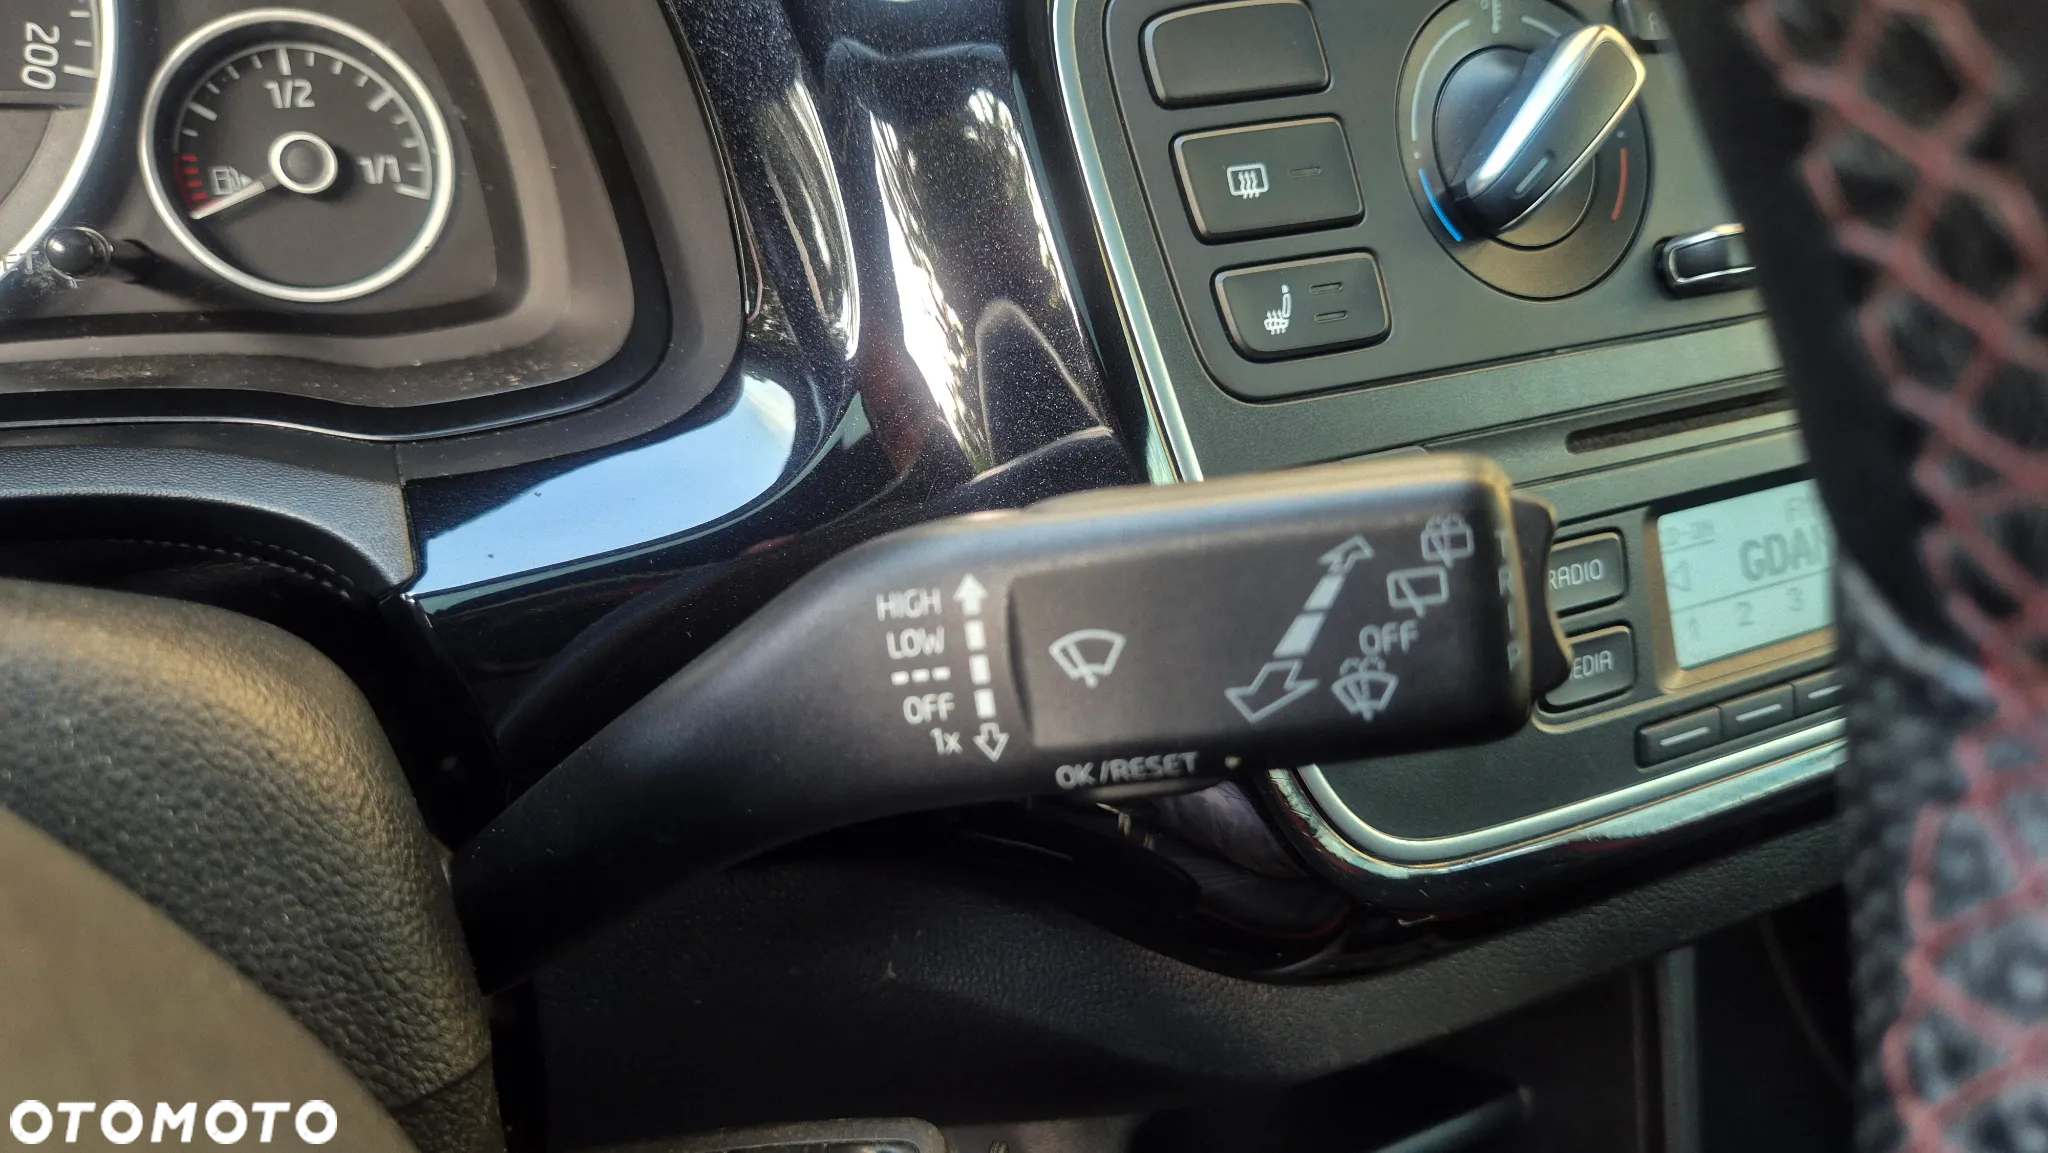 200
1/2
1/1
HIGH
LOW
---
OFF
1x
OFF
OK/RESET
TRIP
RADIO
EDIA
GDA
1 2 3
OTOMOTO